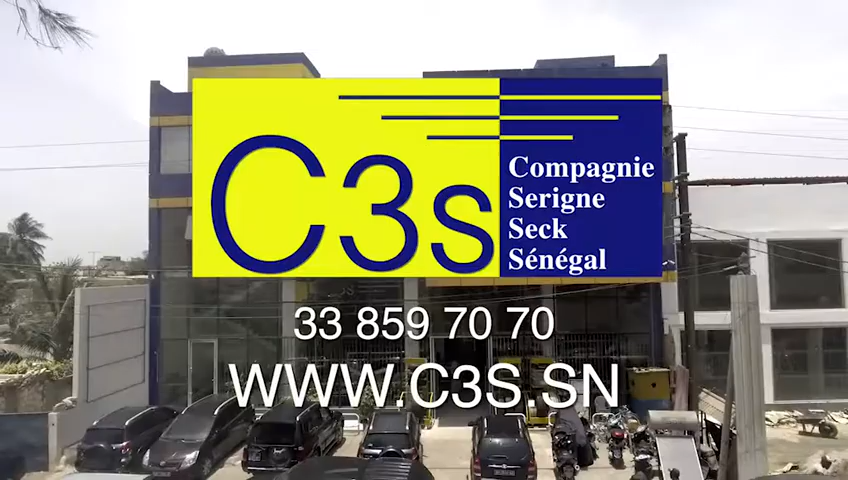 C3s
Compagnie
Serigne
Seck
Sénégal
33 859 70 70
WWW.C3S.SN